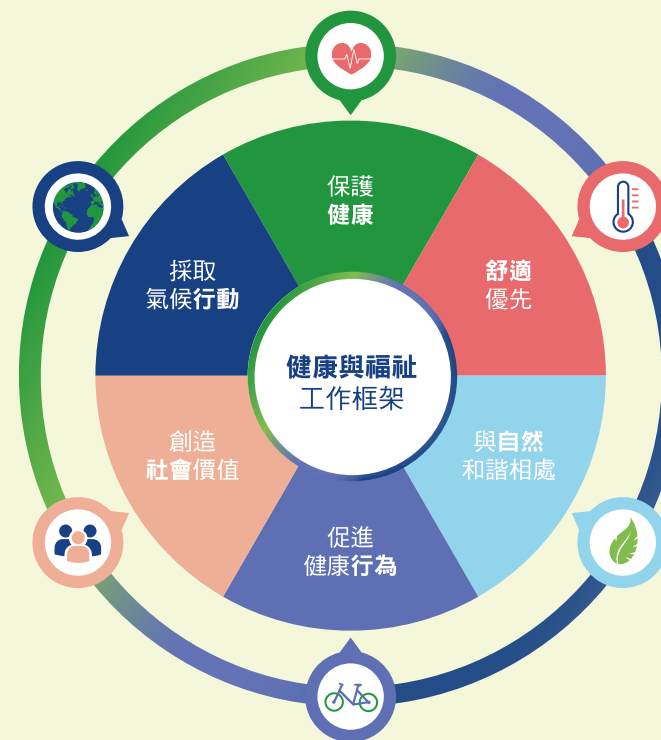 保護
健康
舒適
優先
與自然
和諧相處
促進
健康行為
創造
社會價值
採取
氣候行動
健康與福祉
工作框架